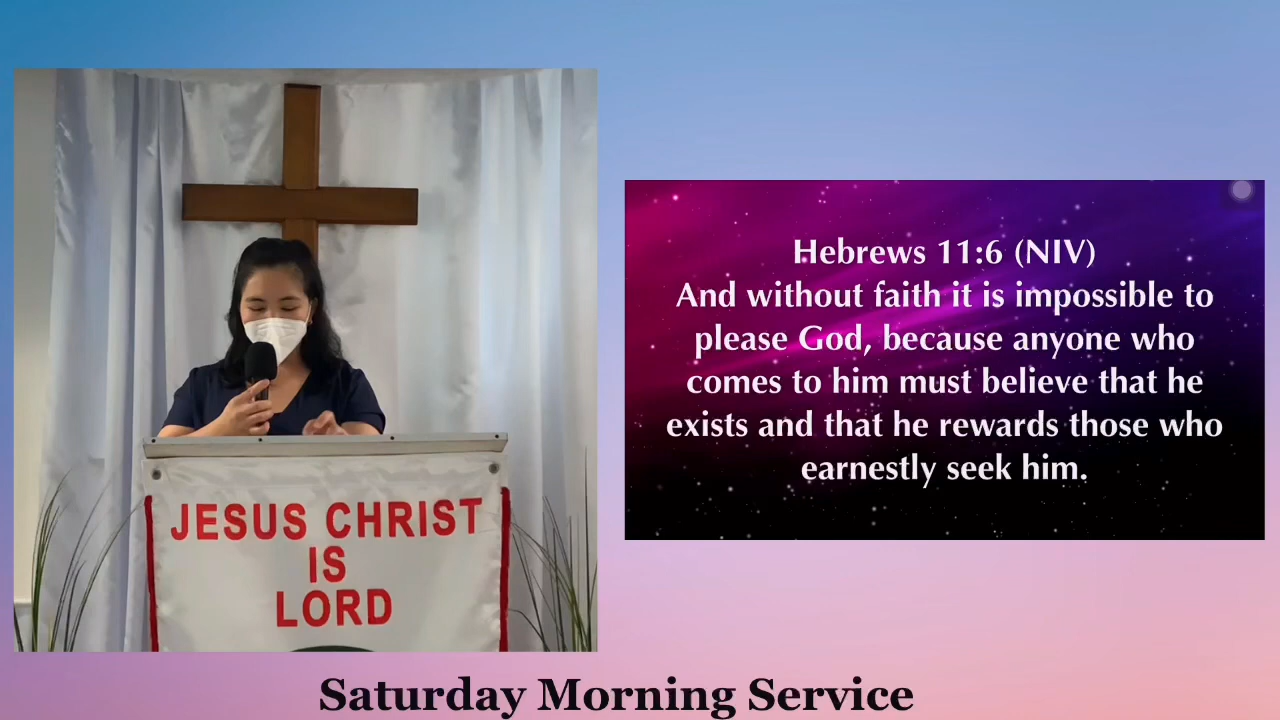 JESUS CHRIST
IS
LORD
Hebrews 11:6 (NIV)
And without faith it is impossible to
please God, because anyone who
comes to him must believe that he
exists and that he rewards those who
earnestly seek him.
Saturday Morning Service